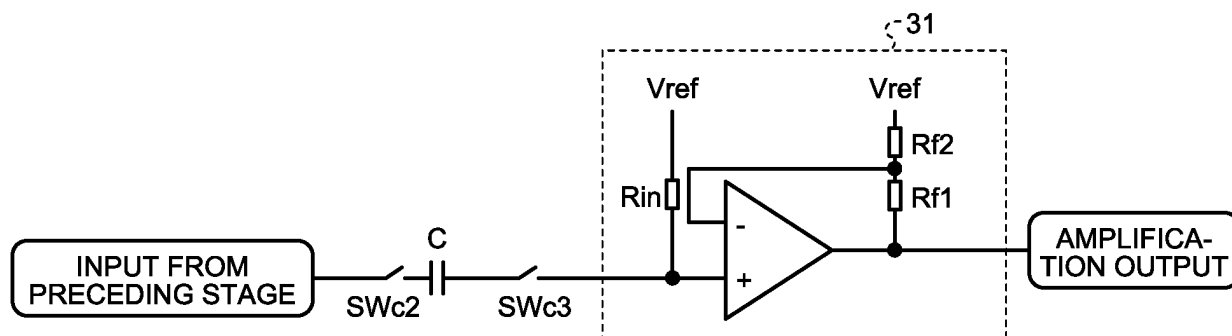 31
Vref
Vref
Rf2
Rin
Rf1
-
+
C
INPUT FROM
PRECEDING STAGE
SWc2
SWc3
AMPLIFICA-
TION OUTPUT